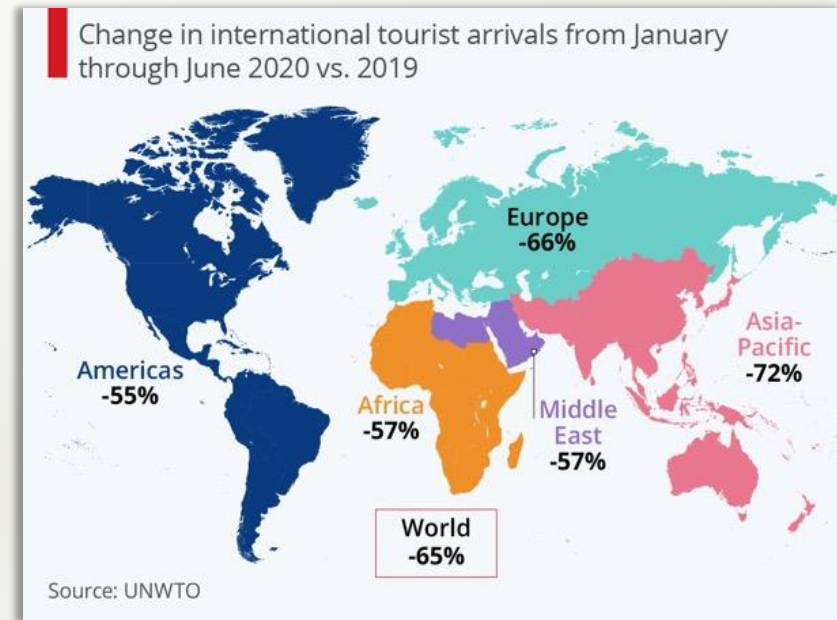 Change in international tourist arrivals from January
through June 2020 vs. 2019
Europe
-66%
Asia-
Pacific
-72%
Americas
-55%
Africa
-57%
Middle
East
-57%
World
-65%
Source: UNWTO